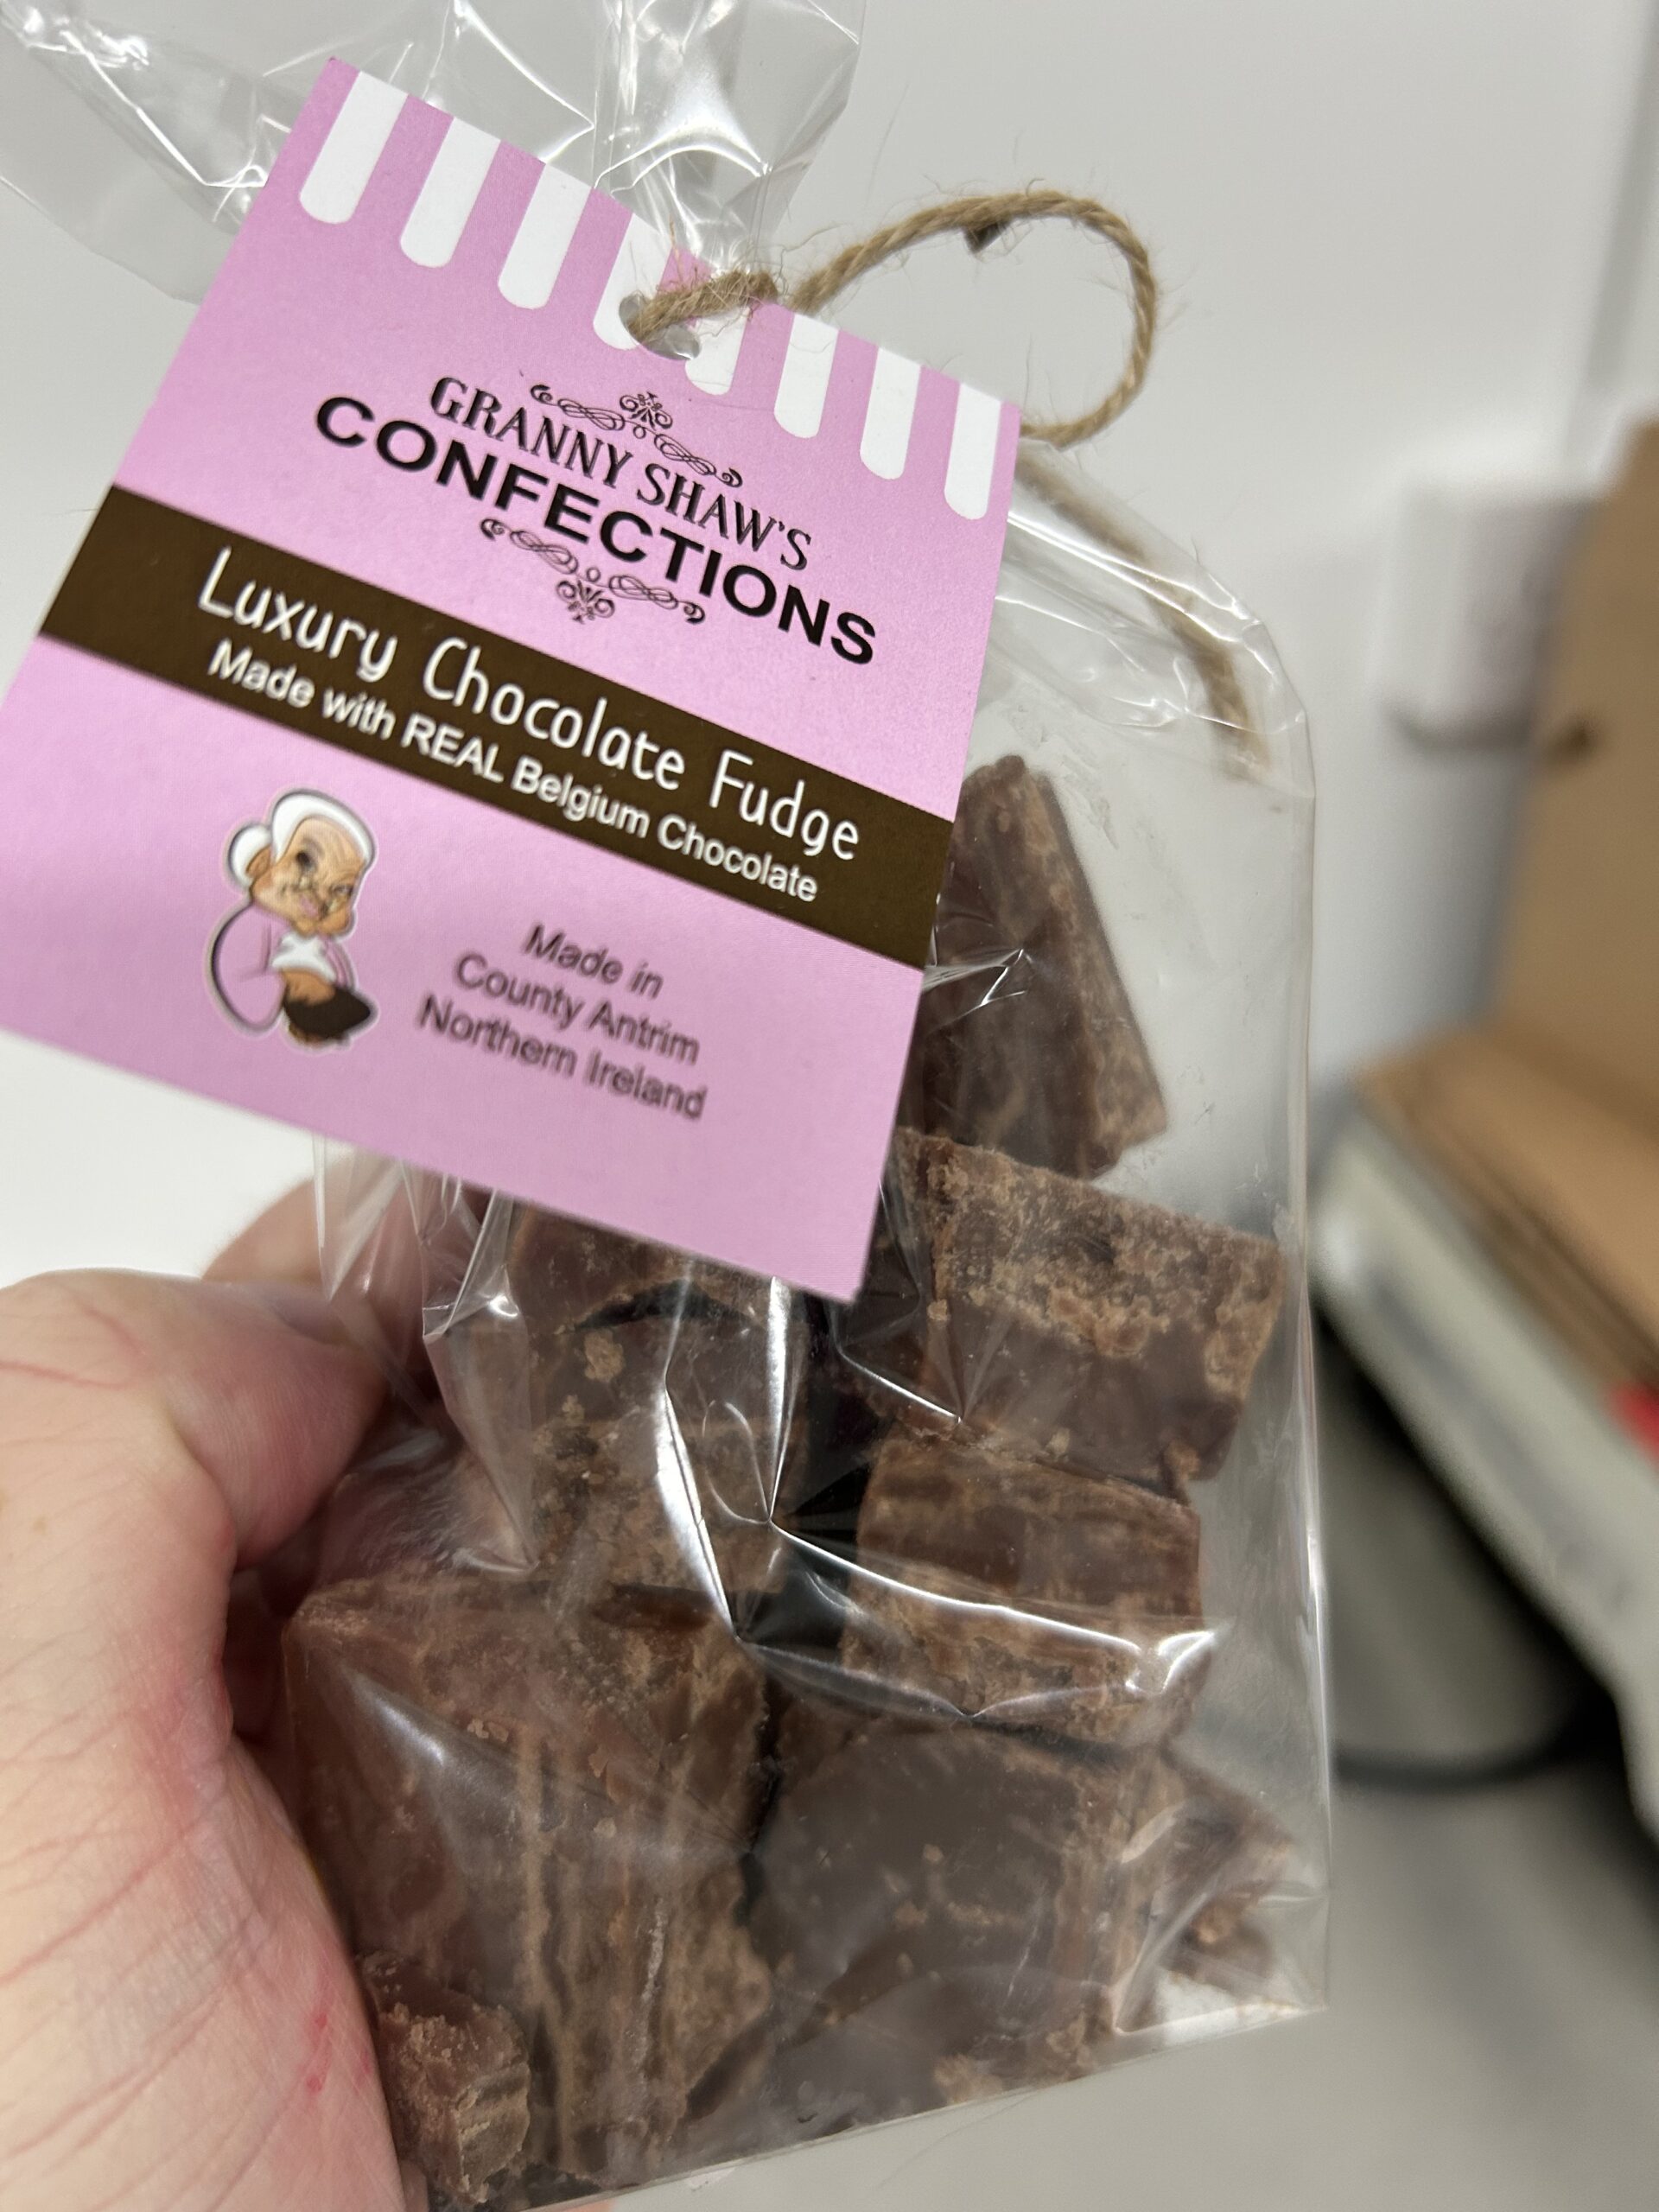 GRANNY SHAW'S
CONFECTIONS
Luxury Chocolate Fudge
Made with REAL Belgium Chocolate
Made in
County Antrim
Northern Ireland